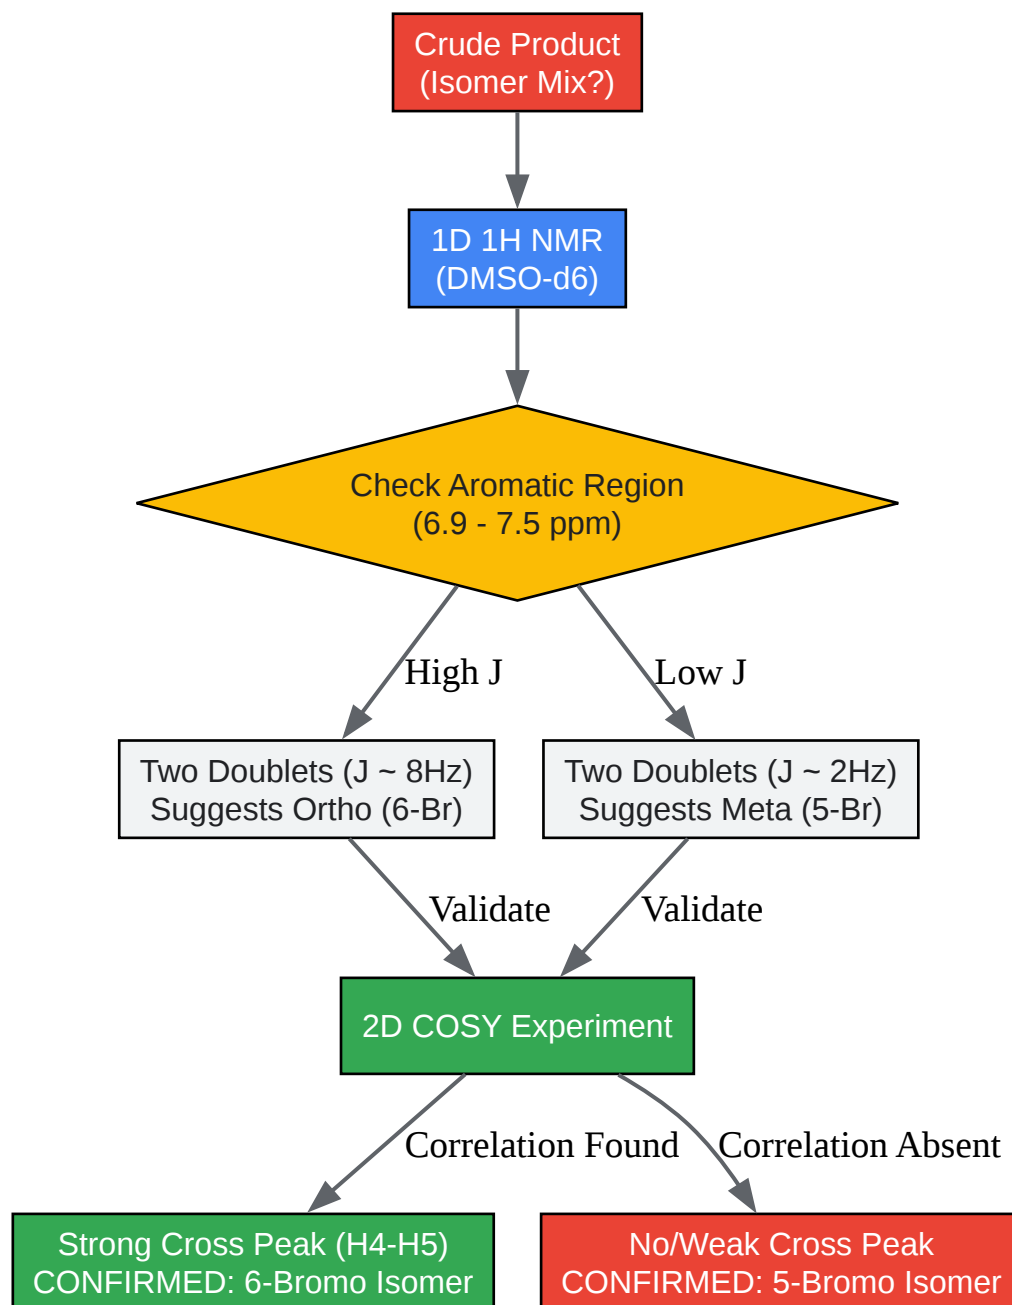 Crude Product
(Isomer Mix?)
1D 1H NMR
(DMSO-d6)
Check Aromatic Region
(6.9 - 7.5 ppm)
High J
Low J
Two Doublets (J ~ 8Hz)
Suggests Ortho (6-Br)
Two Doublets (J ~ 2Hz)
Suggests Meta (5-Br)
Validate
Validate
2D COSY Experiment
Correlation Found
Correlation Absent
Strong Cross Peak (H4-H5)
CONFIRMED: 6-Bromo Isomer
No/Weak Cross Peak
CONFIRMED: 5-Bromo Isomer